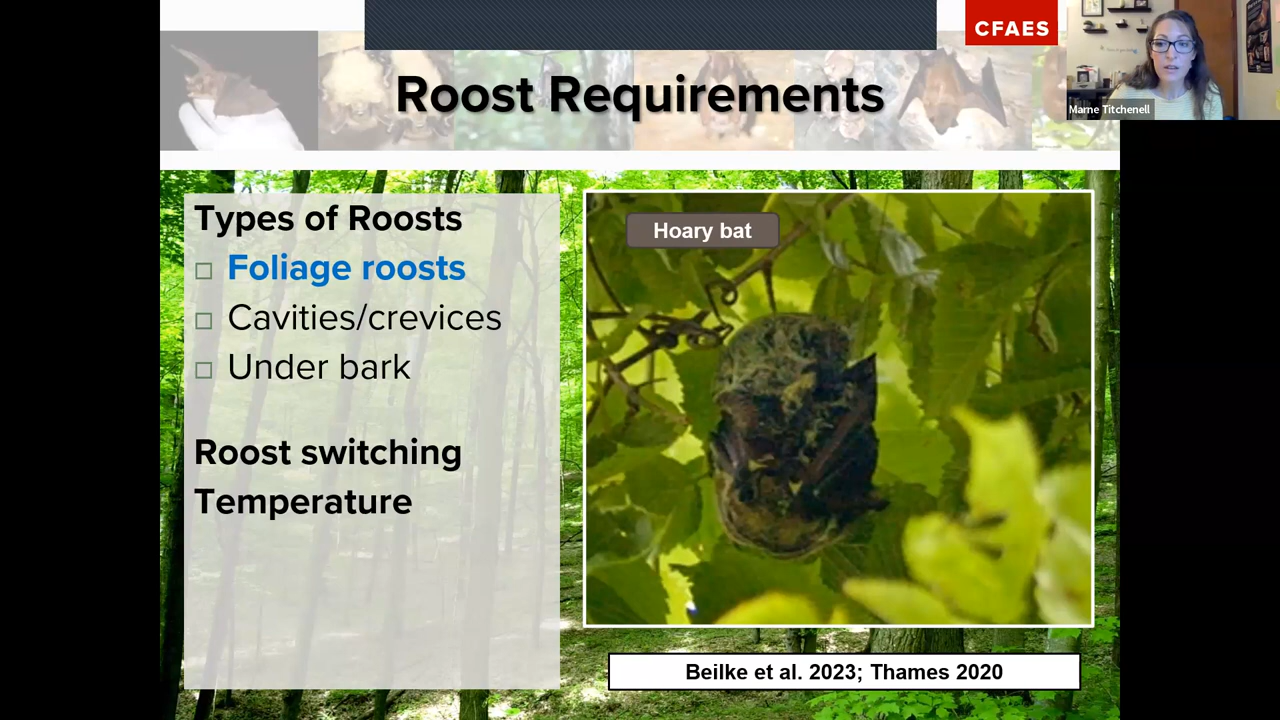 CFAES
Roost Requirements
Marne Titchenell
Types of Roosts
Foliage roosts
Cavities/crevices
Under bark
Roost switching
Temperature
Hoary bat
Beilke et al. 2023; Thames 2020